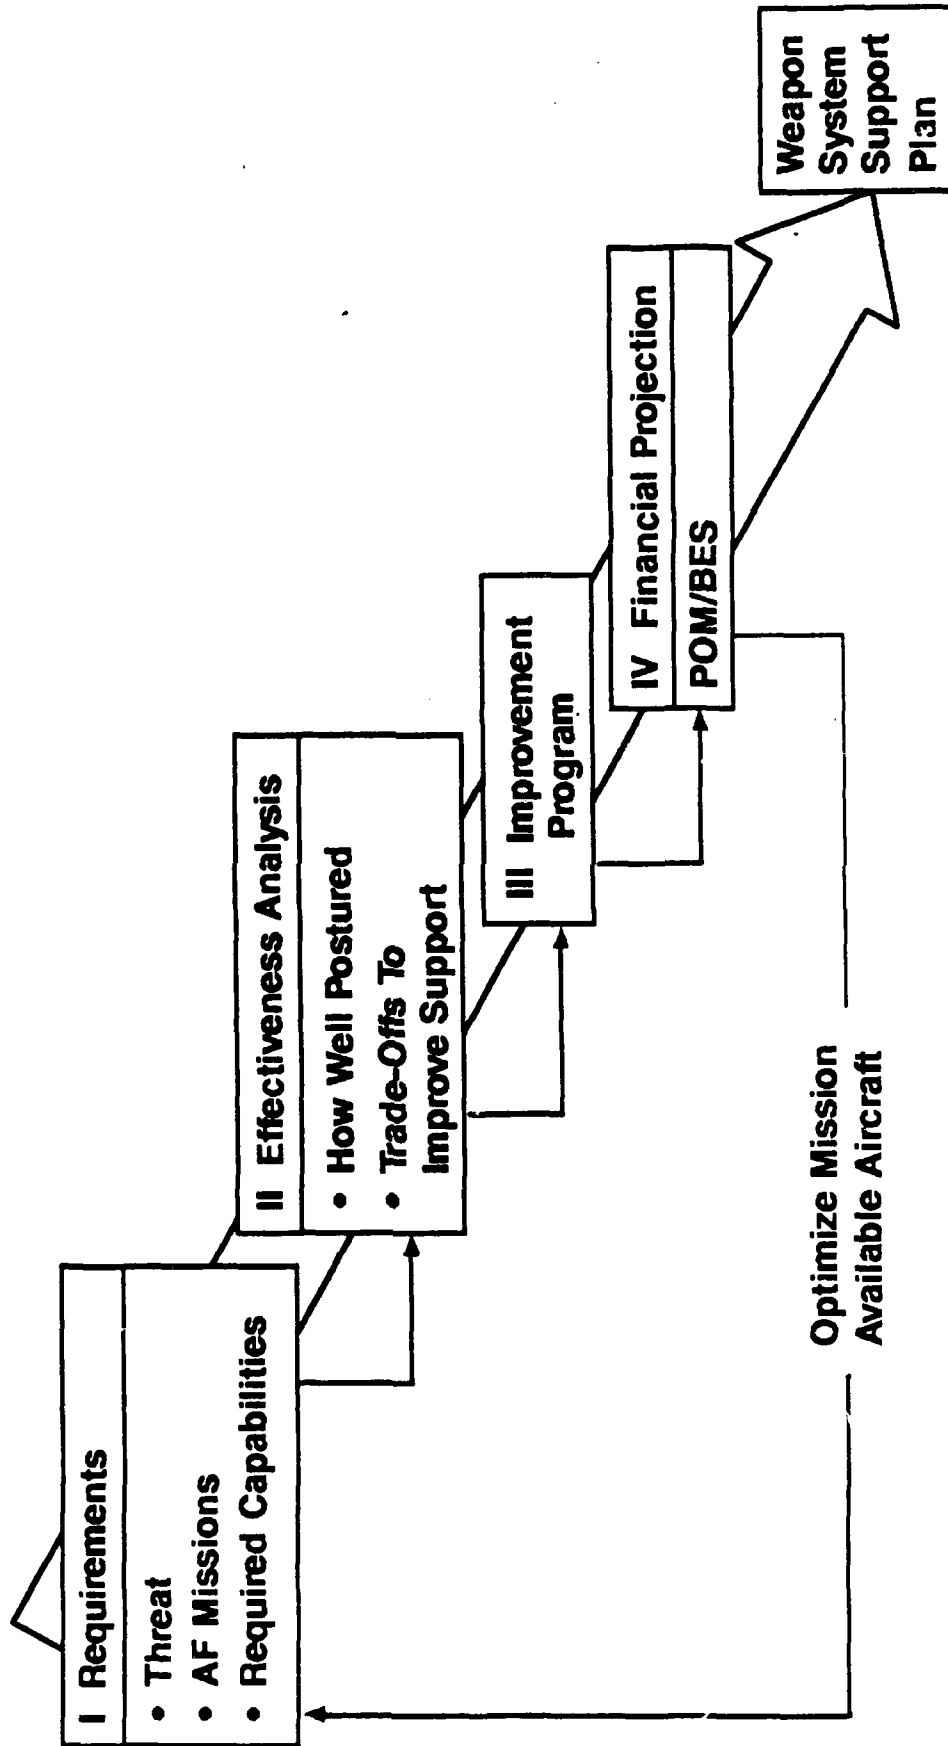 I Requirements
• Threat
• AF Missions
• Required Capabilities
II Effectiveness Analysis
• How Well Postured
• Trade-Offs To
Improve Support
III Improvement
Program
IV Financial Projection
POM/BES
Weapon
System
Support
Plan
Optimize Mission
Available Aircraft